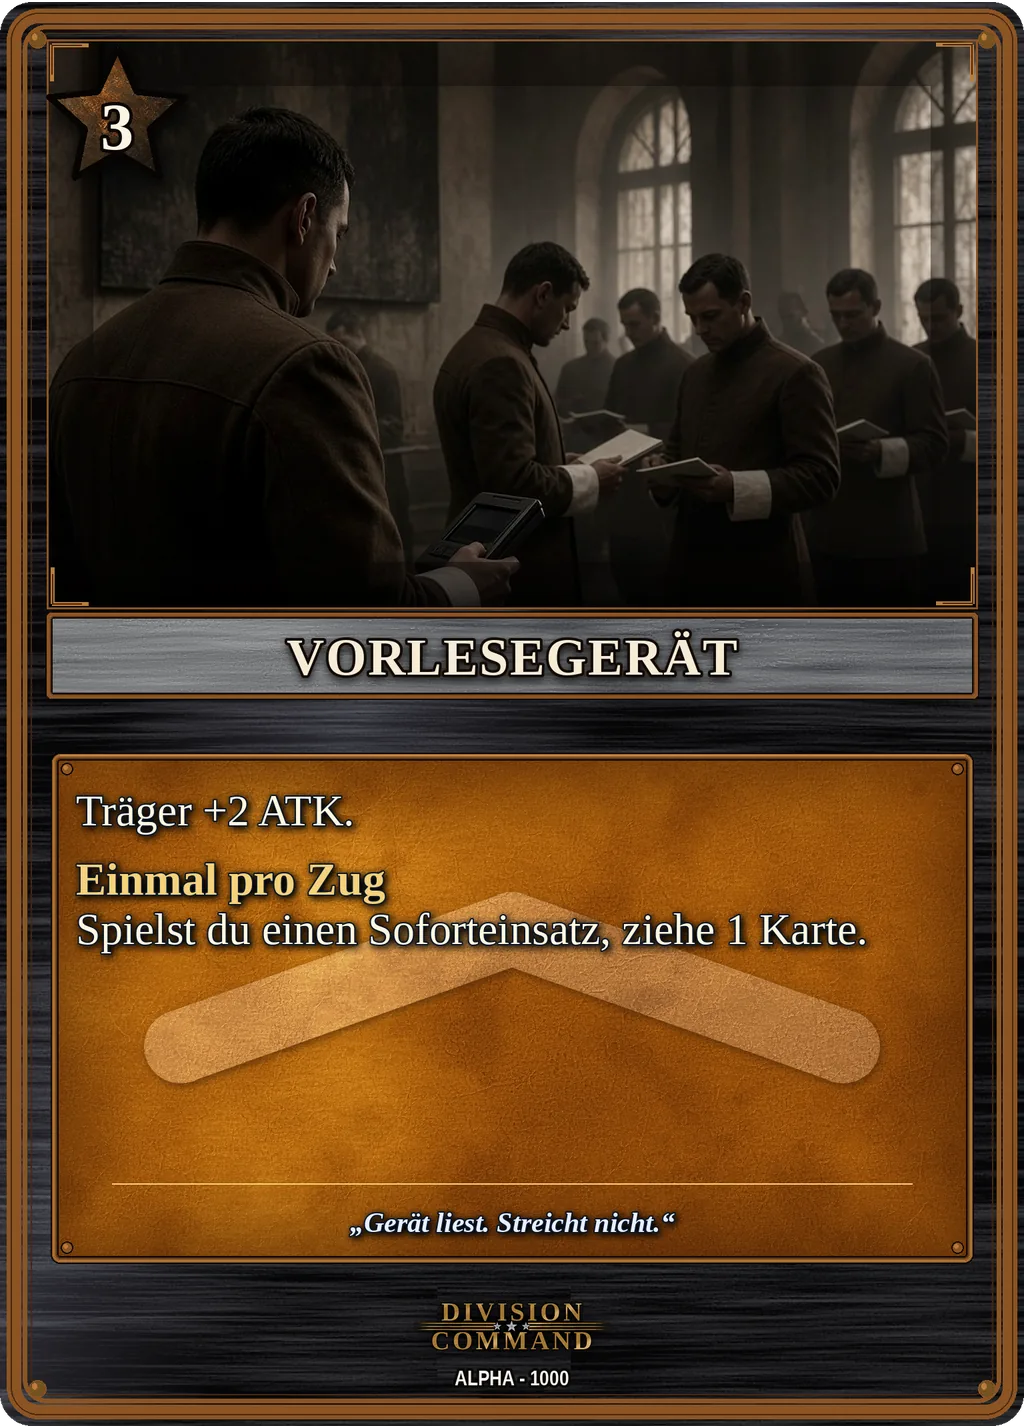 3
VORLESEGERÄT
Träger +2 ATK.
Einmal pro Zug
Spielst du einen Soforteinsatz, ziehe 1 Karte.
„Gerät liest. Streicht nicht.“
DIVISION
COMMAND
ALPHA - 1000